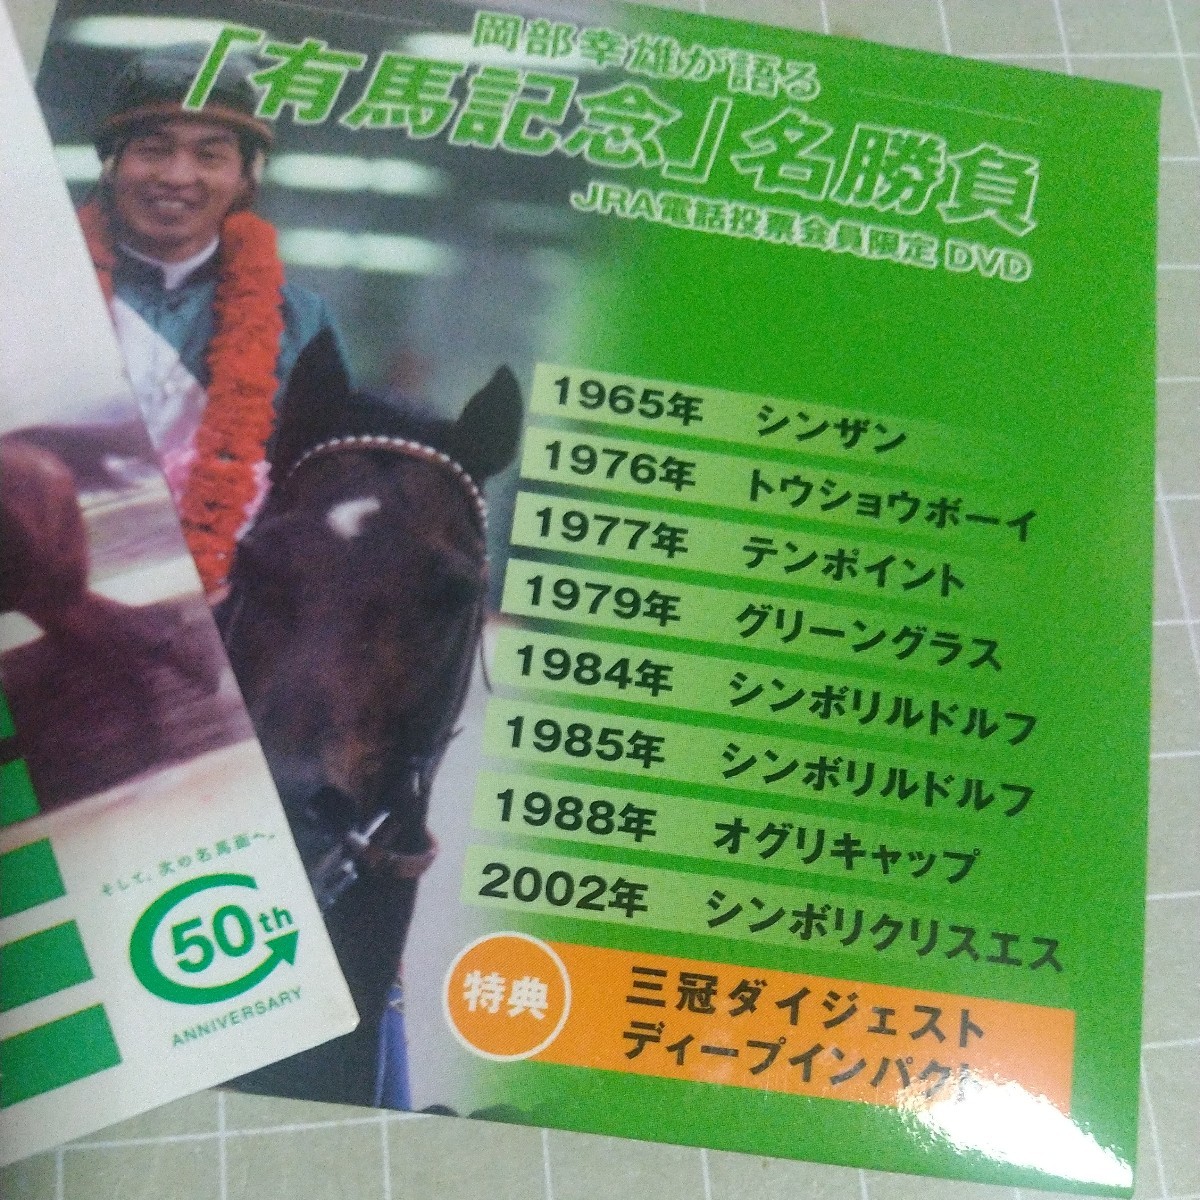 岡部幸雄が語る
「有馬記念」名勝負
JRA電話投票会員限定 DVD
1965年 シンザン
1976年 トウショウボーイ
1977年 テンポイント
1979年 グリーングラス
1984年 シンボリルドルフ
1985年 シンボリルドルフ
1988年 オグリキャップ
2002年 シンボリクリスエス
特典
三冠ダイジェスト
ディープインパクト
そして、次の名馬面へ。
50th
ANNIVERSARY